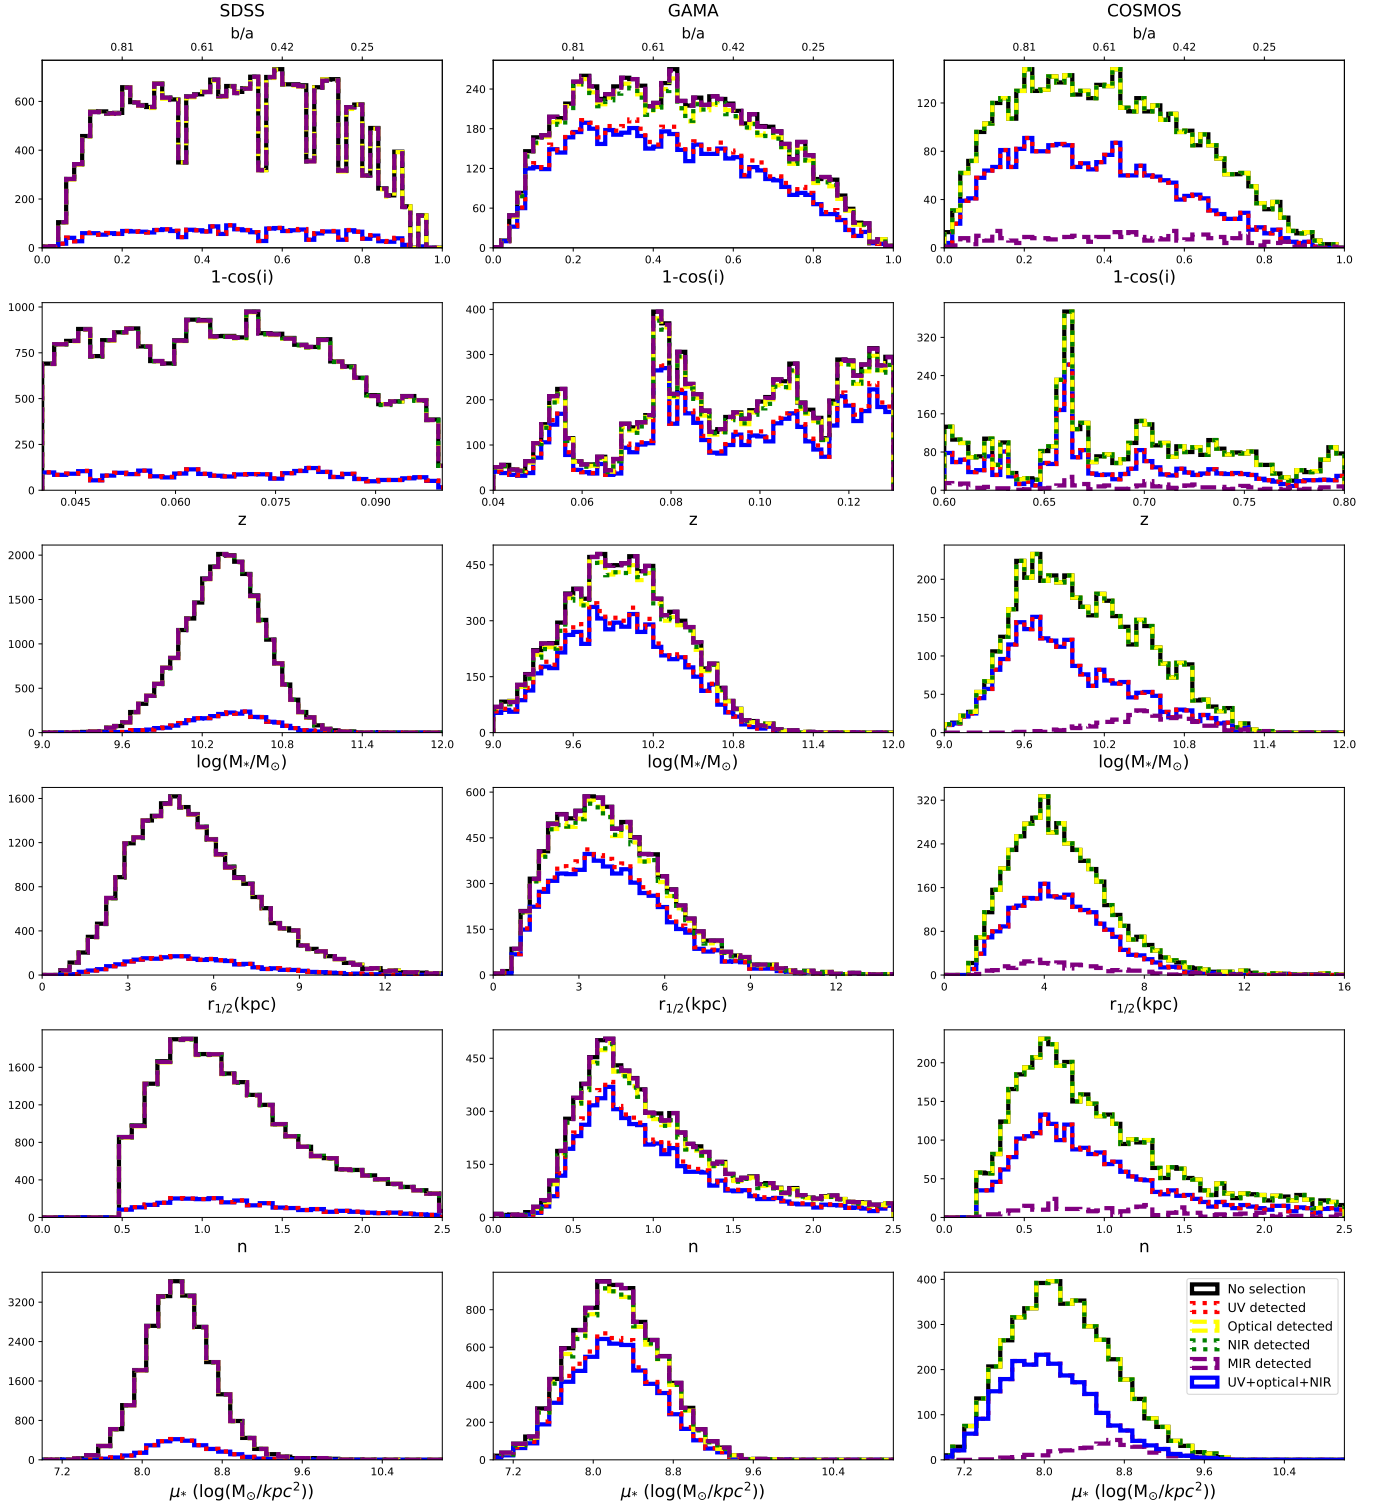 SDSS GAMA COSMOS
b/a b/a b/a
0.81 0.61 0.42 0.25 0.81 0.61 0.42 0.25 0.81 0.61 0.42 0.25
600 400 200 0
240 180 120 60 0
120 80 40 0
0.0 0.2 0.4 0.6 0.8 1.0 0.0 0.2 0.4 0.6 0.8 1.0 0.0 0.2 0.4 0.6 0.8 1.0
1-cos(i) 1-cos(i) 1-cos(i)
1000 750 500 250 0
400 300 200 100 0
320 240 160 80 0
0.045 0.060 0.075 0.090 0.04 0.06 0.08 0.10 0.12 0.60 0.65 0.70 0.75 0.80
z z z
2000 1500 1000 500 0
450 300 150 0
200 150 100 50 0
9.0 9.6 10.2 10.8 11.4 12.0 9.0 9.6 10.2 10.8 11.4 12.0 9.0 9.6 10.2 10.8 11.4 12.0
log(M*/M⊙) log(M*/M⊙) log(M*/M⊙)
1600 1200 800 400 0
600 450 300 150 0
320 240 160 80 0
0 3 6 9 12 0 3 6 9 12 0 4 8 12 16
r1/2(kpc) r1/2(kpc) r1/2(kpc)
1600 1200 800 400 0
450 300 150 0
200 150 100 50 0
0.0 0.5 1.0 1.5 2.0 2.5 0.0 0.5 1.0 1.5 2.0 2.5 0.0 0.5 1.0 1.5 2.0 2.5
n n n
3200 2400 1600 800 0
800 600 400 200 0
400 300 200 100 0
No selection
UV detected
Optical detected
NIR detected
MIR detected
UV+optical+NIR
7.2 8.0 8.8 9.6 10.4 7.2 8.0 8.8 9.6 10.4 7.2 8.0 8.8 9.6 10.4
μ* (log(M⊙/kpc²)) μ* (log(M⊙/kpc²)) μ* (log(M⊙/kpc²))